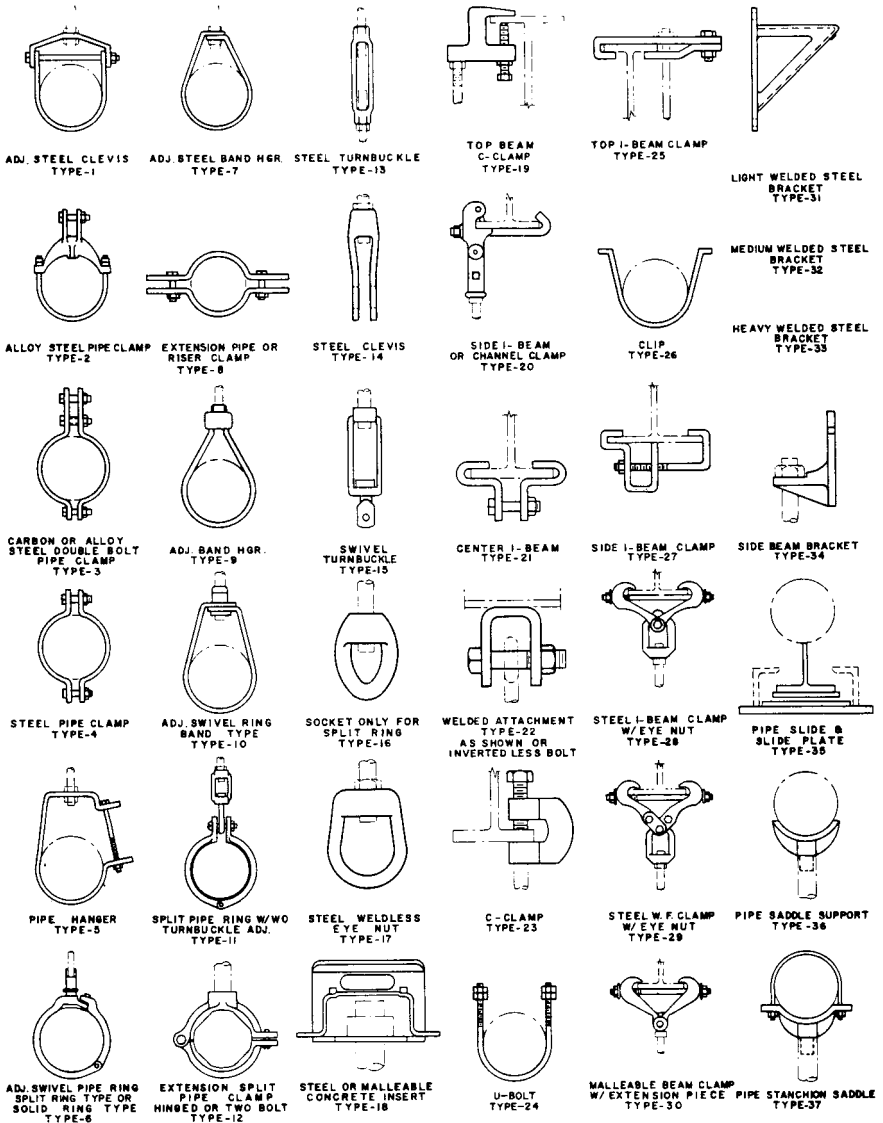 ADJ. STEEL CLEVIS
TYPE-1
ADJ. STEEL BAND HGR.
TYPE-7
STEEL TURNBUCKLE
TYPE-13
TOP BEAM
C-CLAMP
TYPE-19
TOP I-BEAM CLAMP
TYPE-25
LIGHT WELDED STEEL
BRACKET
TYPE-31
ALLOY STEEL PIPE CLAMP
TYPE-2
EXTENSION PIPE OR
RISER CLAMP
TYPE-8
STEEL CLEVIS
TYPE-14
SIDE I-BEAM
OR CHANNEL CLAMP
TYPE-20
CLIP
TYPE-26
MEDIUM WELDED STEEL
BRACKET
TYPE-32
HEAVY WELDED STEEL
BRACKET
TYPE-33
CARBON OR ALLOY
STEEL DOUBLE BOLT
PIPE CLAMP
TYPE-3
ADJ. BAND HGR.
TYPE-9
SWIVEL
TURNBUCKLE
TYPE-15
CENTER I-BEAM
TYPE-21
SIDE I-BEAM CLAMP
TYPE-27
SIDE BEAM BRACKET
TYPE-34
STEEL PIPE CLAMP
TYPE-4
ADJ. SWIVEL RING
BAND TYPE
TYPE-10
SOCKET ONLY FOR
SPLIT RING
TYPE-16
WELDED ATTACHMENT
TYPE-22
AS SHOWN OR
INVERTED LESS BOLT
STEEL I-BEAM CLAMP
W/EYE NUT
TYPE-28
PIPE SLIDE &
SLIDE PLATE
TYPE-35
PIPE HANGER
TYPE-5
SPLIT PIPE RING W/WO
TURNBUCKLE ADJ.
TYPE-11
STEEL WELDLESS
EYE NUT
TYPE-17
C-CLAMP
TYPE-23
STEEL W.F. CLAMP
W/EYE NUT
TYPE-29
PIPE SADDLE SUPPORT
TYPE-36
ADJ. SWIVEL PIPE RING
SPLIT RING TYPE OR
SOLID RING TYPE
TYPE-6
EXTENSION SPLIT
PIPE CLAMP
HINGED OR TWO BOLT
TYPE-12
STEEL OR MALLEABLE
CONCRETE INSERT
TYPE-18
U-BOLT
TYPE-24
MALLEABLE BEAM CLAMP
W/EXTENSION PIECE
TYPE-30
PIPE STANCHION SADDLE
TYPE-37